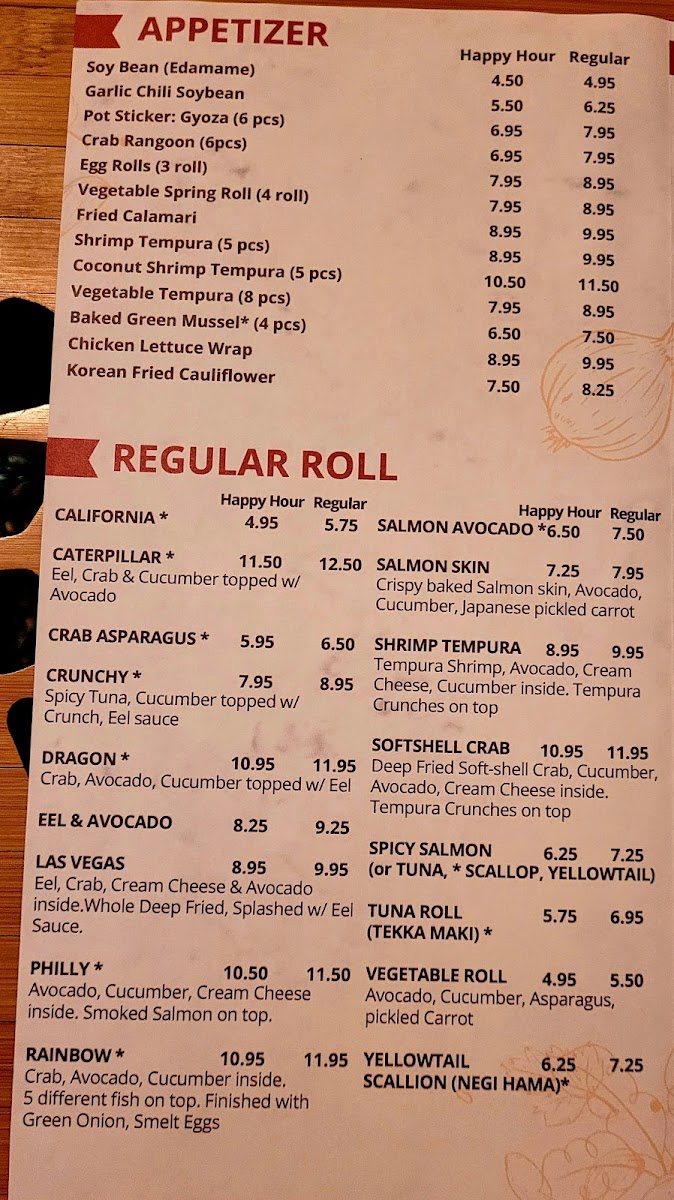 APPETIZER
Happy Hour Regular
Soy Bean (Edamame) 4.50 4.95
Garlic Chili Soybean 5.50 6.25
Pot Sticker: Gyoza (6 pcs) 6.95 7.95
Crab Rangoon (6pcs) 6.95 7.95
Egg Rolls (3 roll) 7.95 8.95
Vegetable Spring Roll (4 roll) 7.95 8.95
Fried Calamari 8.95 9.95
Shrimp Tempura (5 pcs) 8.95 9.95
Coconut Shrimp Tempura (5 pcs) 10.50 11.50
Vegetable Tempura (8 pcs) 7.95 8.95
Baked Green Mussel* (4 pcs) 6.50 7.50
Chicken Lettuce Wrap 8.95 9.95
Korean Fried Cauliflower 7.50 8.25
REGULAR ROLL
Happy Hour Regular
CALIFORNIA * 4.95 5.75
CATERPILLAR * 11.50 12.50
Eel, Crab & Cucumber topped w/
Avocado
CRAB ASPARAGUS * 5.95 6.50
CRUNCHY * 7.95 8.95
Spicy Tuna, Cucumber topped w/
Crunch, Eel sauce
DRAGON * 10.95 11.95
Crab, Avocado, Cucumber topped w/ Eel
EEL & AVOCADO 8.25 9.25
LAS VEGAS 8.95 9.95
Eel, Crab, Cream Cheese & Avocado
inside.Whole Deep Fried, Splashed w/ Eel
Sauce.
PHILLY * 10.50 11.50
Avocado, Cucumber, Cream Cheese
inside. Smoked Salmon on top.
RAINBOW * 10.95 11.95
Crab, Avocado, Cucumber inside.
5 different fish on top. Finished with
Green Onion, Smelt Eggs
Happy Hour Regular
SALMON AVOCADO *6.50 7.50
SALMON SKIN 7.25 7.95
Crispy baked Salmon skin, Avocado,
Cucumber, Japanese pickled carrot
SHRIMP TEMPURA 8.95 9.95
Tempura Shrimp, Avocado, Cream
Cheese, Cucumber inside. Tempura
Crunches on top
SOFTSHELL CRAB 10.95 11.95
Deep Fried Soft-shell Crab, Cucumber,
Avocado, Cream Cheese inside.
Tempura Crunches on top
SPICY SALMON 6.25 7.25
(or TUNA, * SCALLOP, YELLOWTAIL)
TUNA ROLL 5.75 6.95
(TEKKA MAKI) *
VEGETABLE ROLL 4.95 5.50
Avocado, Cucumber, Asparagus,
pickled Carrot
YELLOWTAIL 6.25 7.25
SCALLION (NEGI HAMA)*